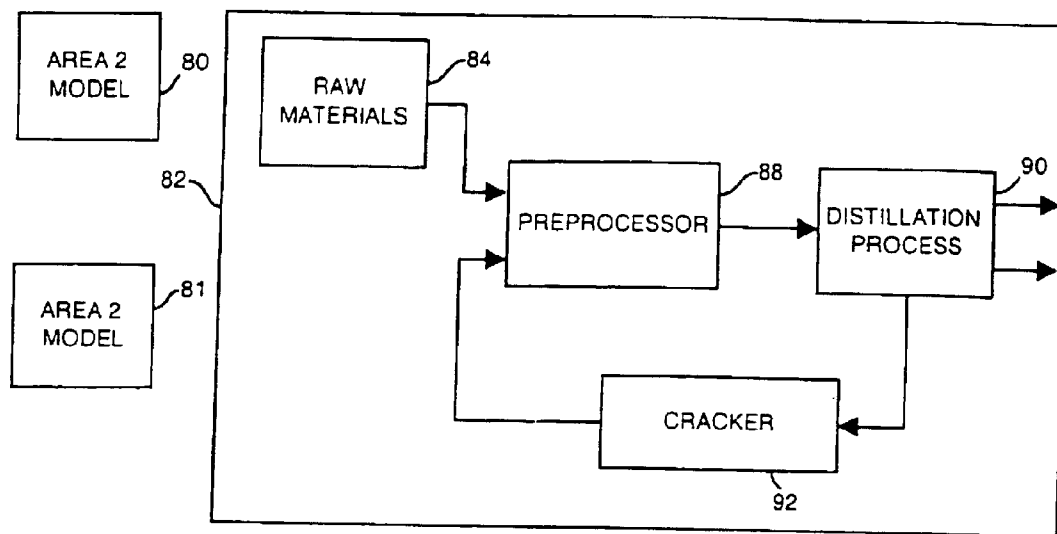 AREA 2
MODEL
80
RAW
MATERIALS
84
82
PREPROCESSOR
88
DISTILLATION
PROCESS
90
AREA 2
MODEL
81
CRACKER
92